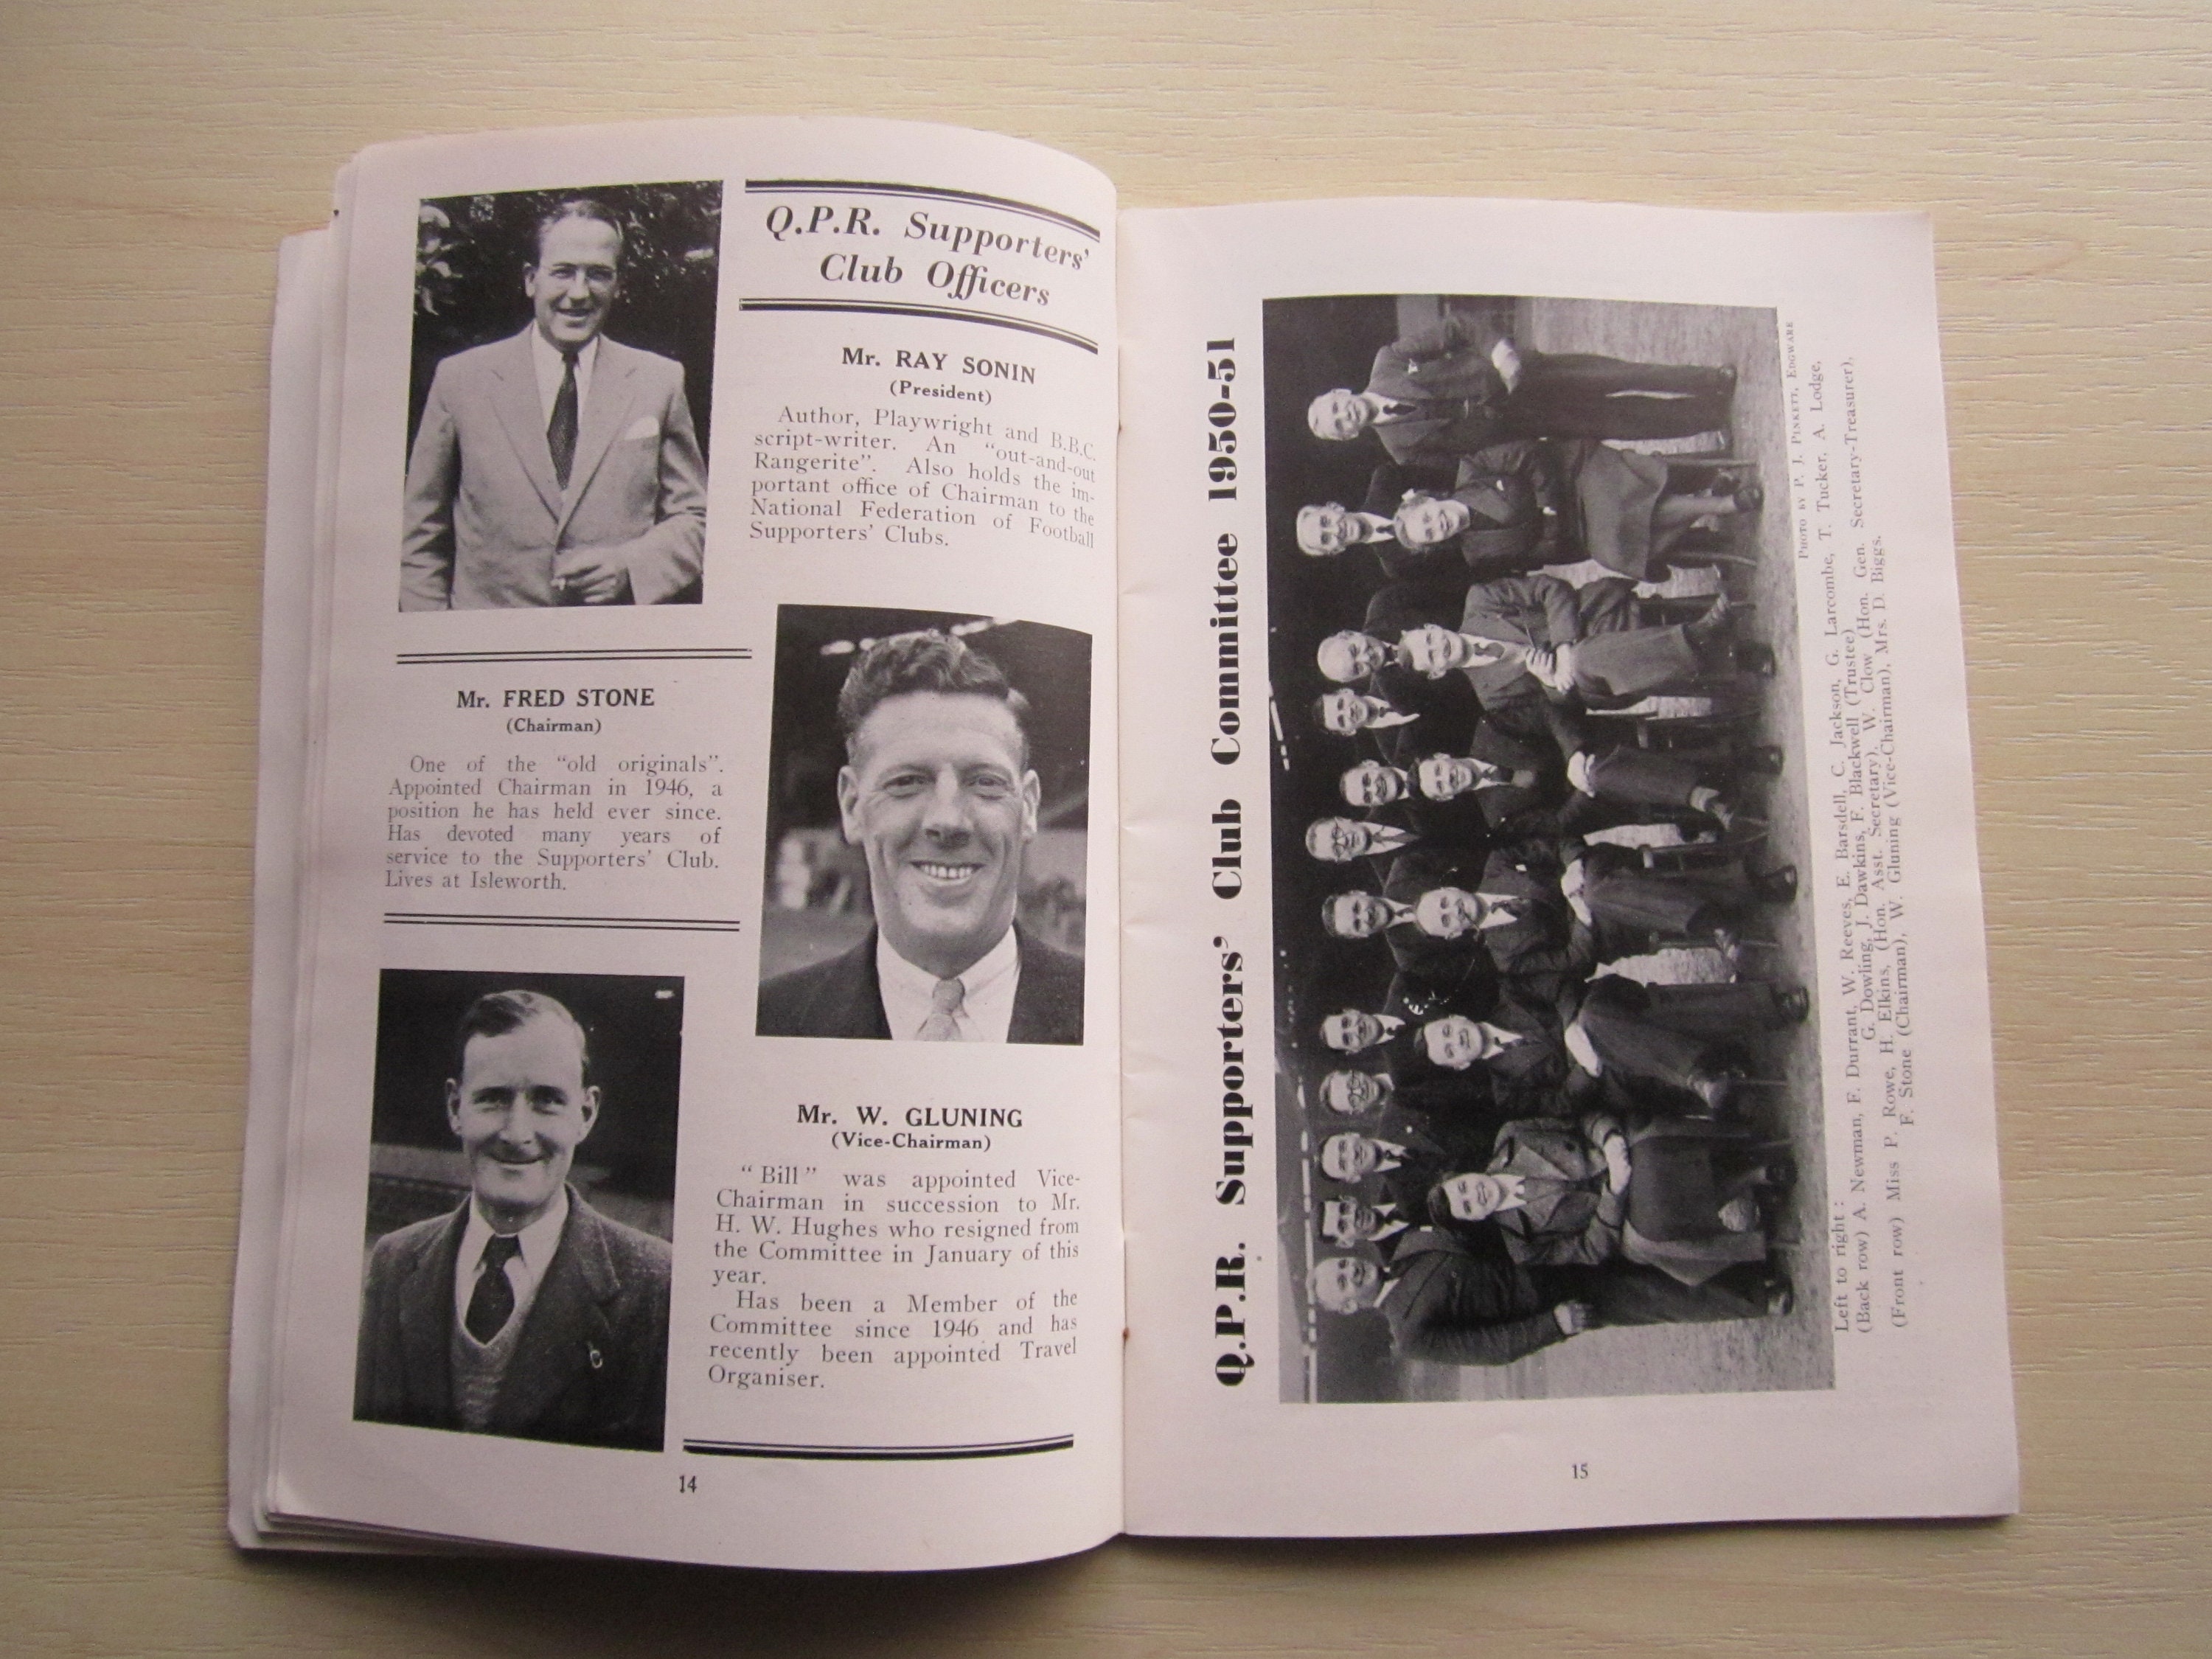 Q.P.R. Supporters'
Club Officers
Mr. RAY SONIN
(President)
Author, Playwright and B.B.C.
script-writer. An "out-and-out
Rangerite". Also holds the im-
portant office of Chairman to the
National Federation of Football
Supporters' Clubs.
Mr. FRED STONE
(Chairman)
One of the "old originals".
Appointed Chairman in 1946, a
position he has held ever since.
Has devoted many years of
service to the Supporters' Club.
Lives at Isleworth.
Mr. W. GLUNING
(Vice-Chairman)
"Bill" was appointed Vice-
Chairman in succession to Mr.
H. W. Hughes who resigned from
the Committee in January of this
year.
Has been a Member of the
Committee since 1946 and has
recently been appointed Travel
Organiser.
14
Q.P.R. Supporters' Club Committee 1950-51
PHOTO BY P. J. PINKETT, EDGWARE
Left to right :
(Back row) A. Newman, F. Durrant, W. Reeves, E. Barsdell, C. Jackson, G. Larcombe, T. Tucker, A. Lodge,
G. Dowling, J. Dawkins, F. Blackwell (Trustee)
(Front row) Miss P. Rowe, H. Elkins, (Hon. Asst. Secretary), W. Clow (Hon. Gen. Secretary-Treasurer),
F. Stone (Chairman), W. Gluning (Vice-Chairman), Mrs. D. Biggs.
15